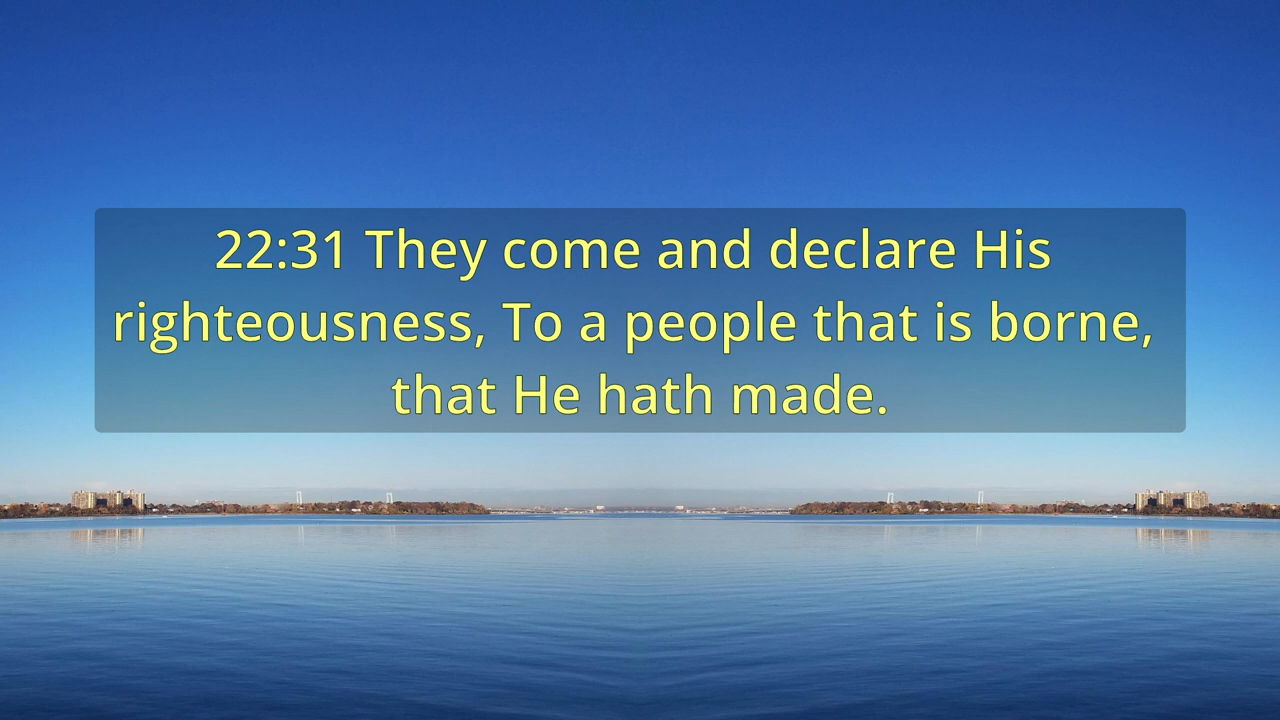 22:31 They come and declare His
righteousness, To a people that is borne,
that He hath made.